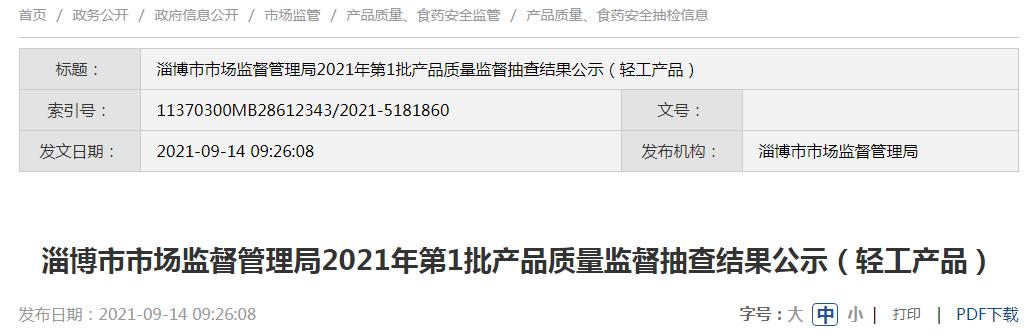 首页 / 政务公开 / 政府信息公开 / 市场监管 / 产品质量、食药安全监管 / 产品质量、食药安全抽检信息
标题： 淄博市市场监督管理局2021年第1批产品质量监督抽查结果公示（轻工产品）
索引号： 11370300MB28612343/2021-5181860 文号：
发文日期： 2021-09-14 09:26:08 发布机构： 淄博市市场监督管理局
淄博市市场监督管理局2021年第1批产品质量监督抽查结果公示（轻工产品）
发布日期：2021-09-14 09:26:08 字号：大 中 小 | 打印 | PDF下载